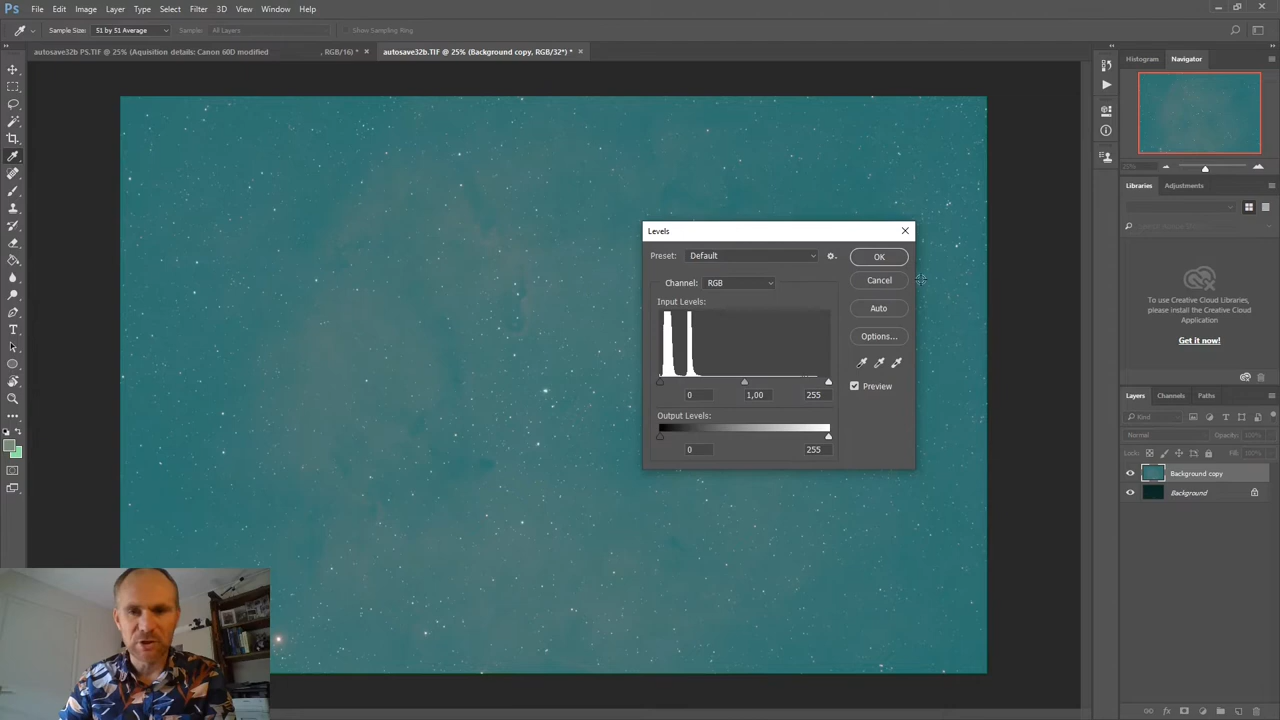 Ps File Edit Image Layer Type Select Filter 3D View Window Help
Sample Size: 51 by 51 Average Sample: All Layers Show Sampling Ring
autosave32b PS.TIF @ 25% (Aquisition details: Canon 60D modified , RGB/16) * ×
autosave32b.TIF @ 25% (Background copy, RGB/32*) * ×
Histogram Navigator
Libraries Adjustments
To use Creative Cloud Libraries,
please install the Creative Cloud
Application
Get it now!
Layers Channels Paths
Kind
Normal Opacity: 100%
Lock: Fill: 100%
Background copy
Background
Levels
Preset: Default
OK
Channel: RGB
Cancel
Input Levels:
Auto
Options...
Preview
0 1,00 255
Output Levels:
0 255